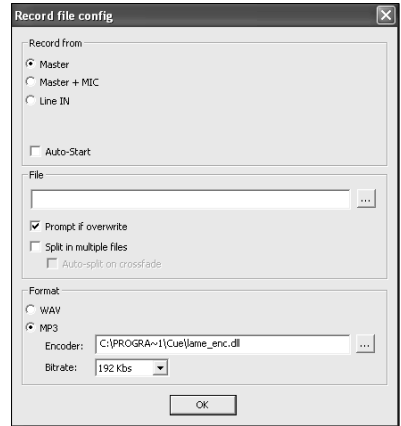 Record file config
Record from
Master
Master + MIC
Line IN
Auto-Start
File
...
Prompt if overwrite
Split in multiple files
Auto-split on crossfade
Format
WAV
MP3
Encoder: C:\PROGRA~1\Cue\lame_enc.dll ...
Bitrate: 192 Kbs
OK